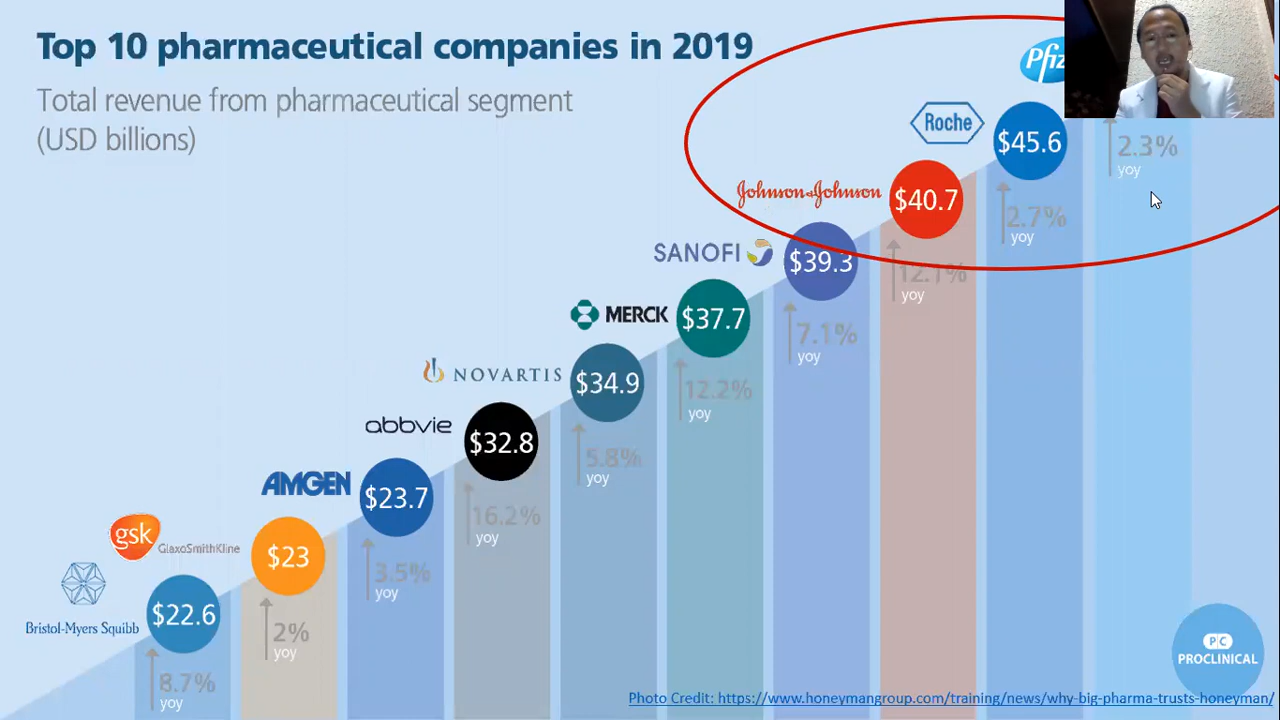 Top 10 pharmaceutical companies in 2019
Total revenue from pharmaceutical segment
(USD billions)
Pfiz
2.3%
yoy
Roche
$45.6
2.7%
yoy
Johnson&Johnson
$40.7
12.1%
yoy
SANOFI
$39.3
7.1%
yoy
MERCK
$37.7
12.2%
yoy
NOVARTIS
$34.9
5.8%
yoy
abbvie
$32.8
16.2%
yoy
AMGEN
$23.7
3.5%
yoy
gsk
GlaxoSmithKline
$23
2%
yoy
Bristol-Myers Squibb
$22.6
8.7%
yoy
PC
PROCLINICAL
Photo Credit: https://www.honeymangroup.com/training/news/why-big-pharma-trusts-honeyman/